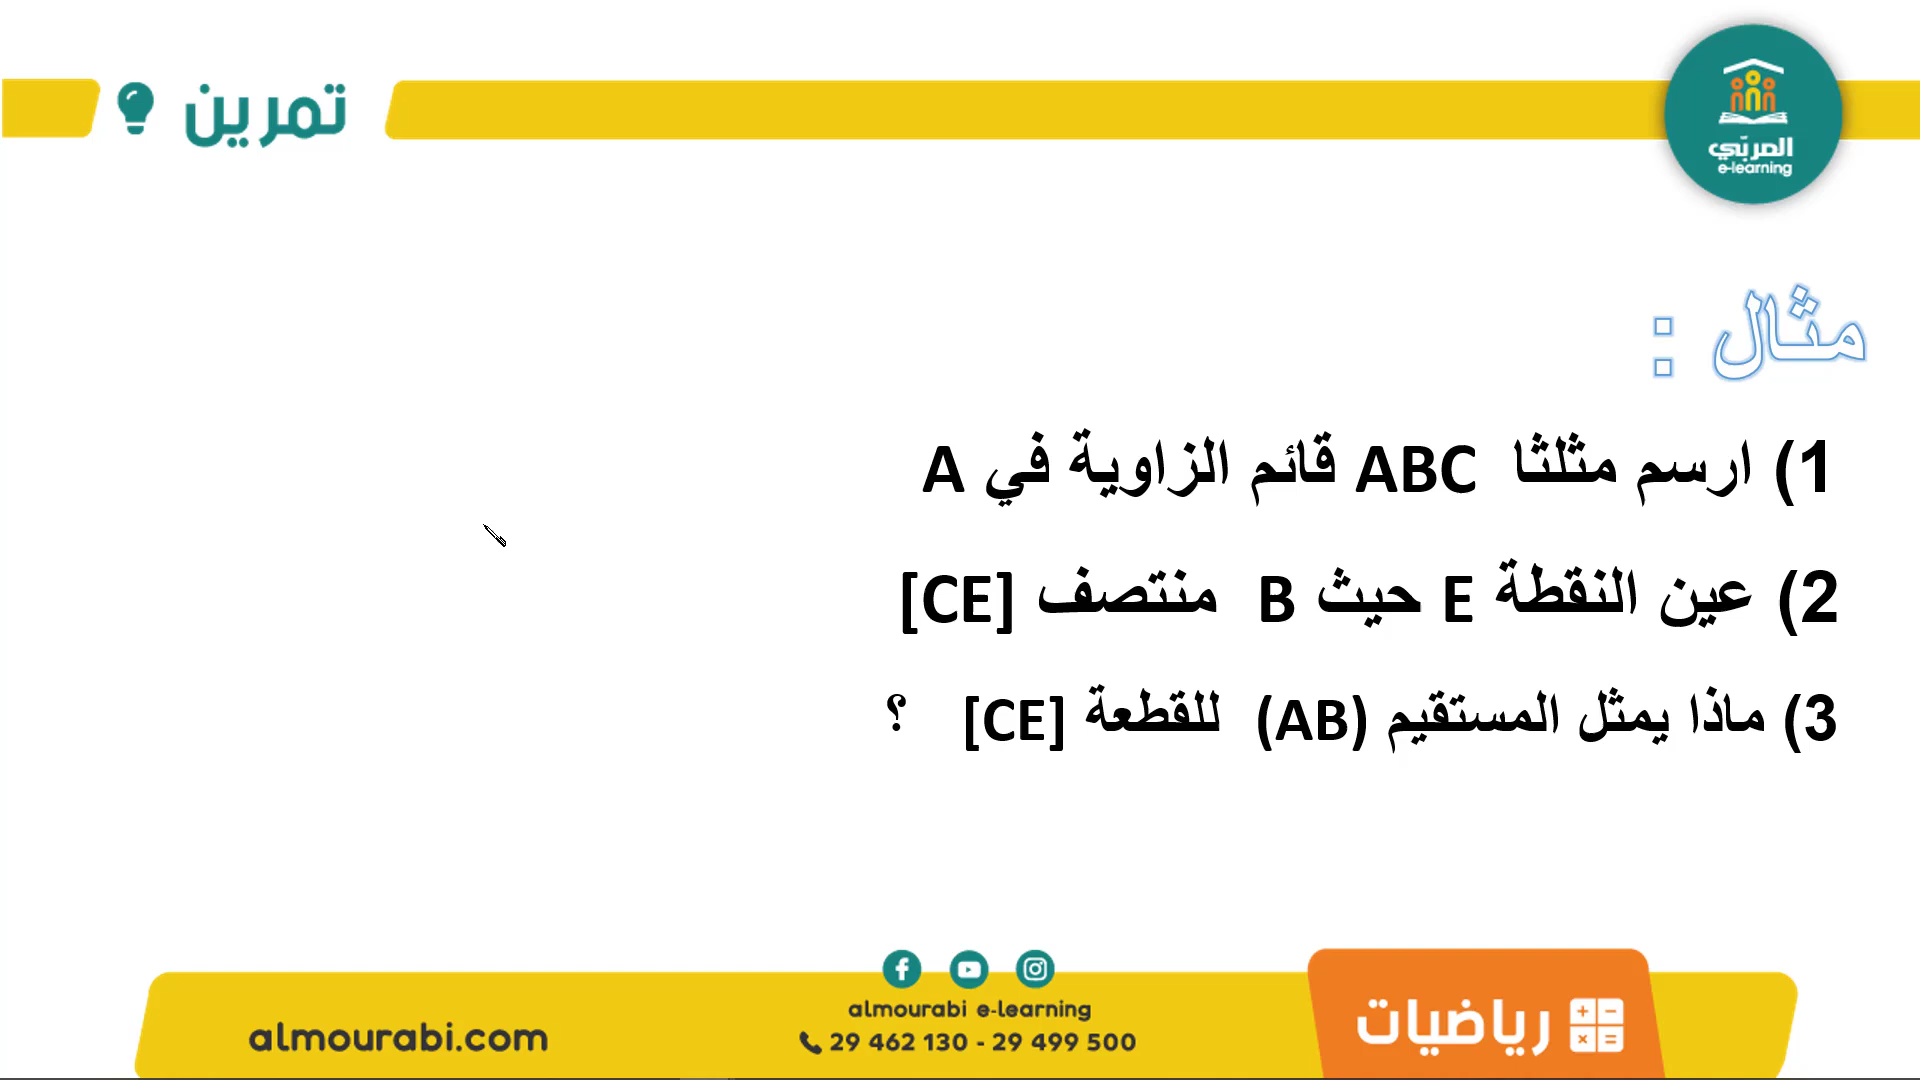 تمرين
المربّي
e-learning
مثال :
1) ارسم مثلثا ABC قائم الزاوية في A
2) عين النقطة E حيث B منتصف [CE]
3) ماذا يمثل المستقيم (AB) للقطعة [CE] ؟
almourabi e-learning
29 462 130 - 29 499 500
almourabi.com
رياضيات